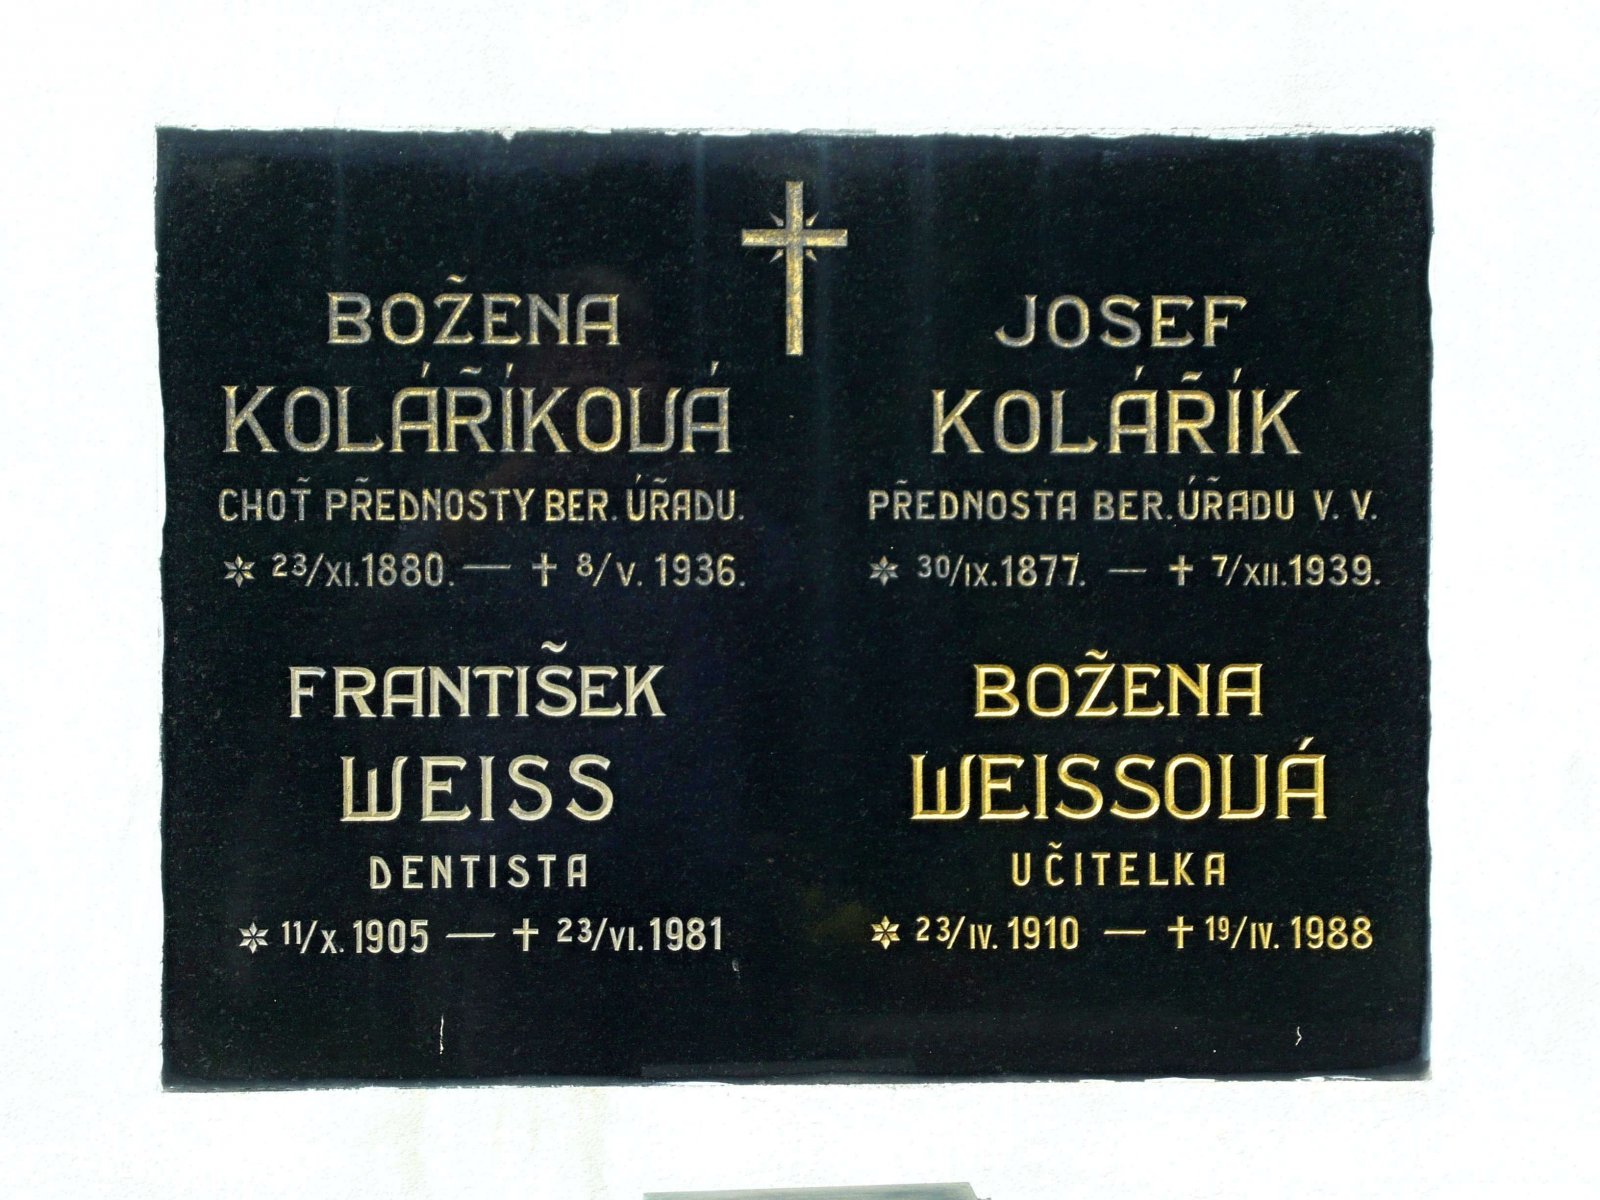 BOŽENA
KOLÁŘÍKOVÁ
CHOŤ PŘEDNOSTY BER. ÚŘADU.
* 23/XI. 1880. — † 8/V. 1936.
JOSEF
KOLÁŘÍK
PŘEDNOSTA BER. ÚŘADU V. V.
* 30/IX. 1877. — † 7/XII. 1939.
FRANTIŠEK
WEISS
DENTISTA
* 11/X. 1905 — † 23/VI. 1981
BOŽENA
WEISSOVÁ
UČITELKA
* 23/IV. 1910 — † 19/IV. 1988